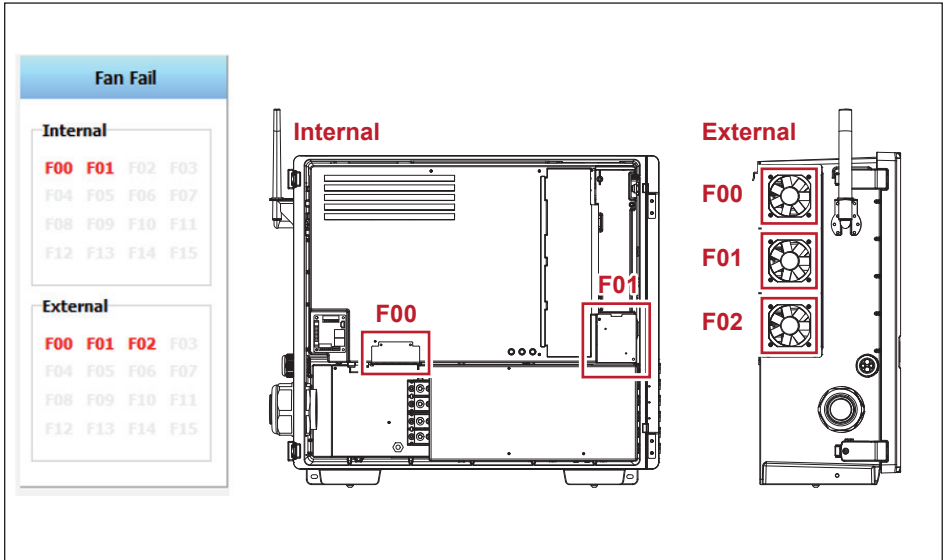 Fan Fail
Internal
F00 F01 F02 F03
F04 F05 F06 F07
F08 F09 F10 F11
F12 F13 F14 F15
External
F00 F01 F02 F03
F04 F05 F06 F07
F08 F09 F10 F11
F12 F13 F14 F15
Internal
F00
F01
External
F00
F01
F02